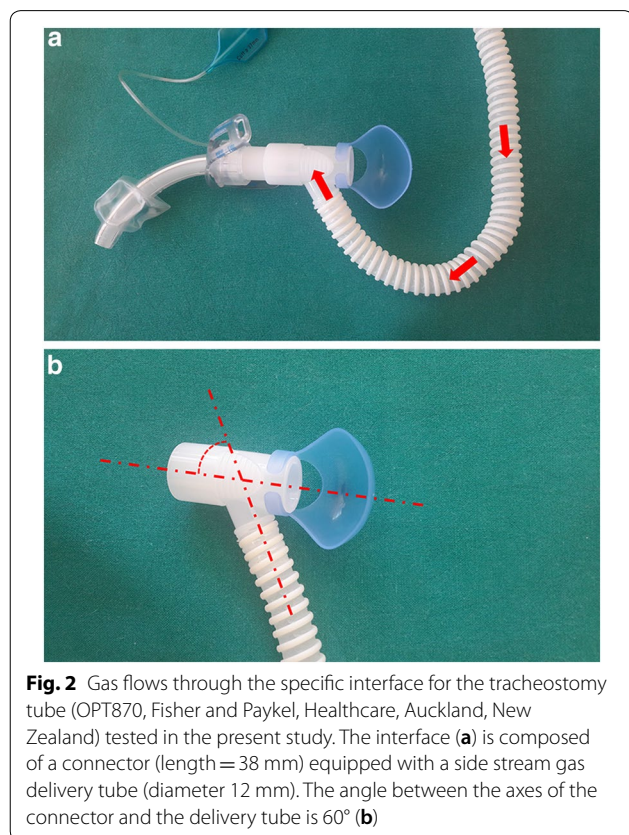 a
b
Fig. 2 Gas flows through the specific interface for the tracheostomy
tube (OPT870, Fisher and Paykel, Healthcare, Auckland, New
Zealand) tested in the present study. The interface (a) is composed
of a connector (length = 38 mm) equipped with a side stream gas
delivery tube (diameter 12 mm). The angle between the axes of the
connector and the delivery tube is 60° (b)